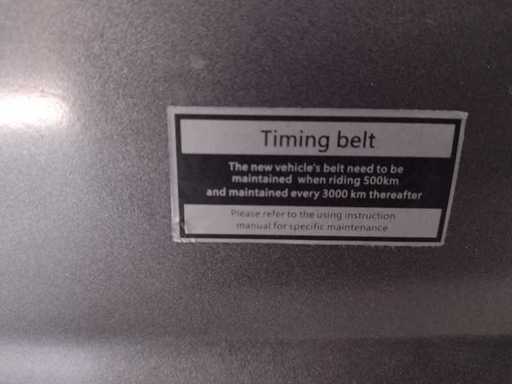 Timing belt
The new vehicle's belt need to be
maintained when riding 500km
and maintained every 3000 km thereafter
Please refer to the using instruction
manual for specific maintenance